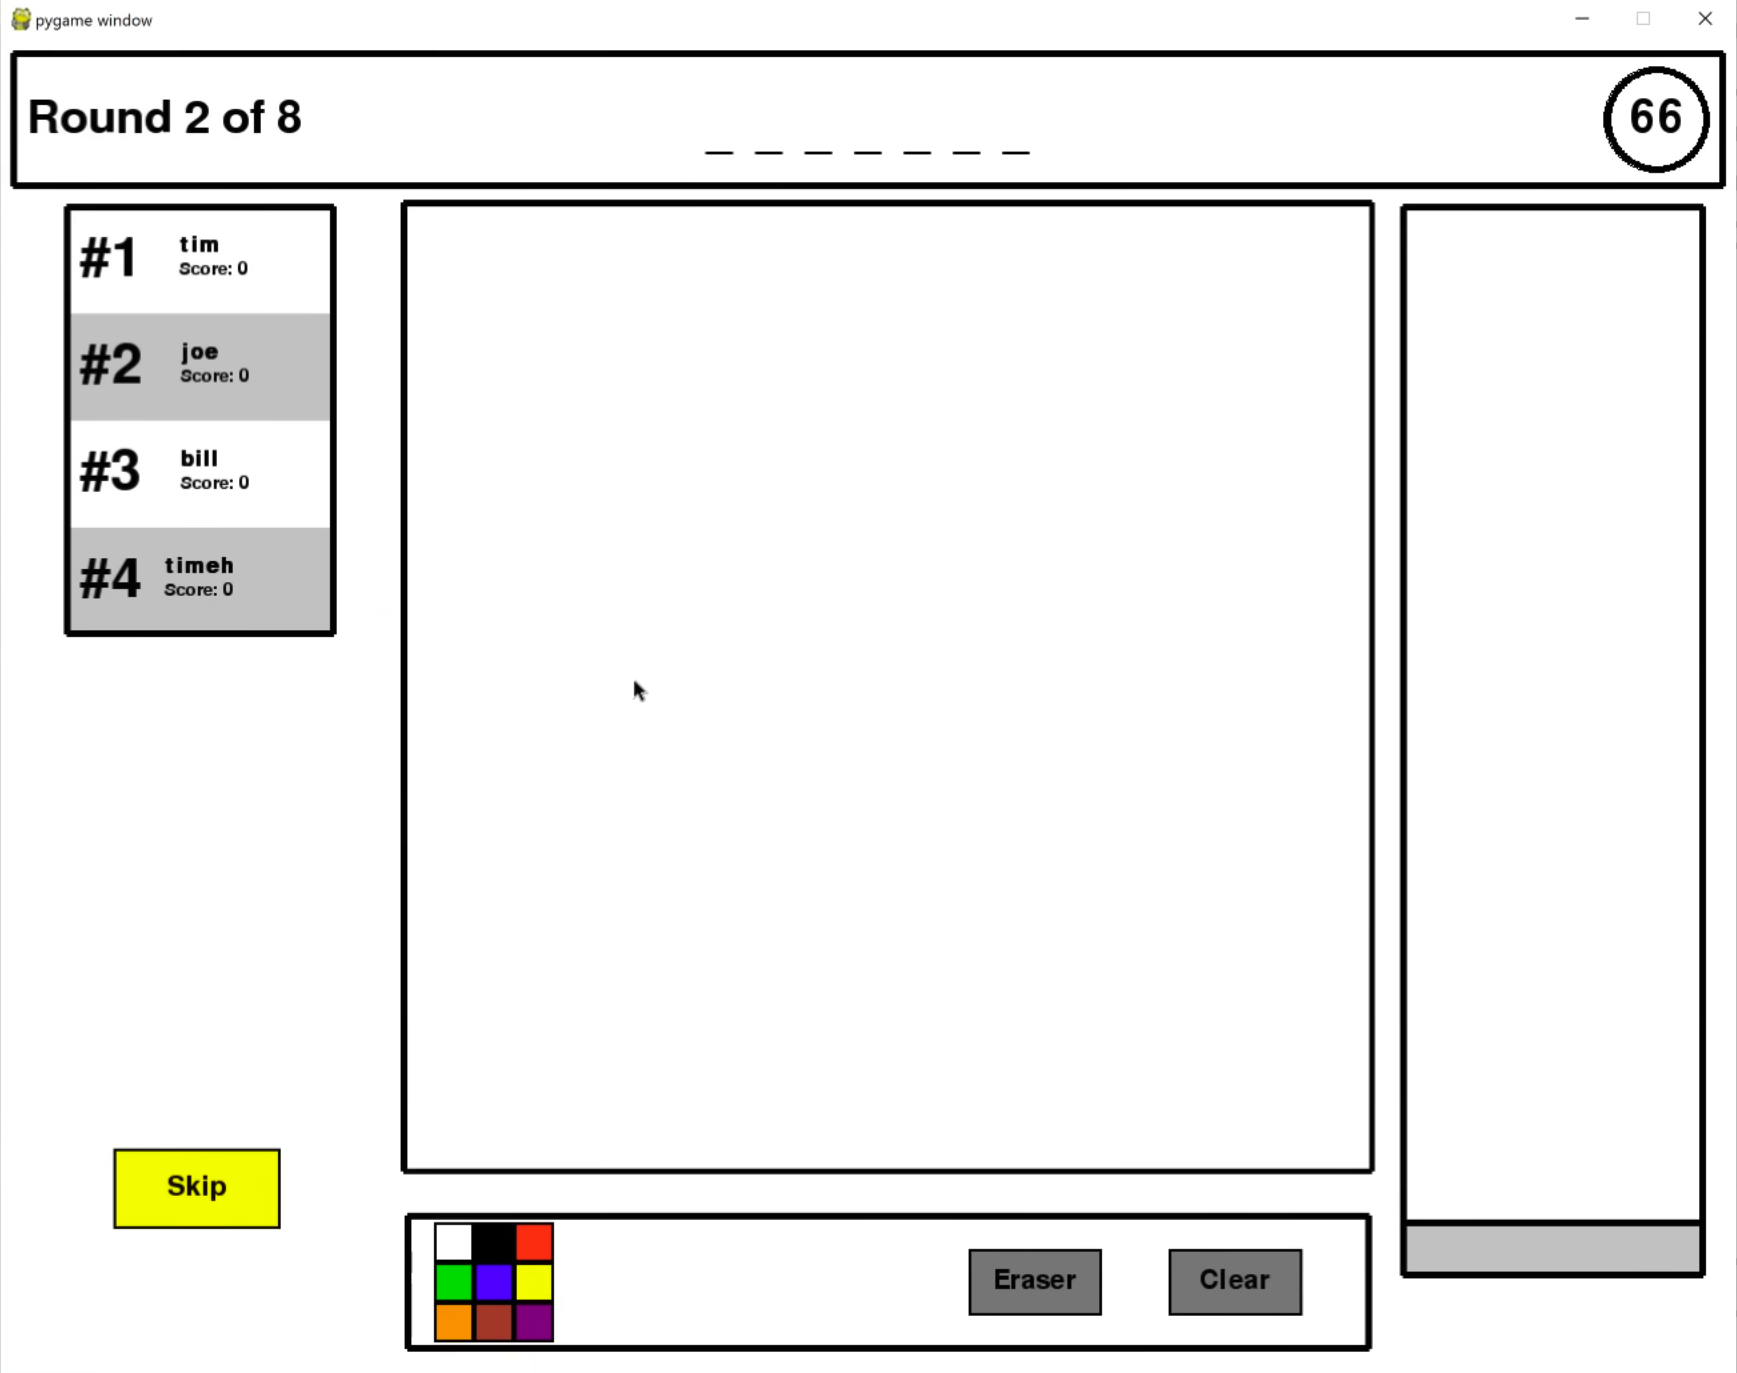 pygame window
Round 2 of 8
_ _ _ _ _ _ _
66
#1 tim
Score: 0
#2 joe
Score: 0
#3 bill
Score: 0
#4 timeh
Score: 0
Skip
Eraser
Clear